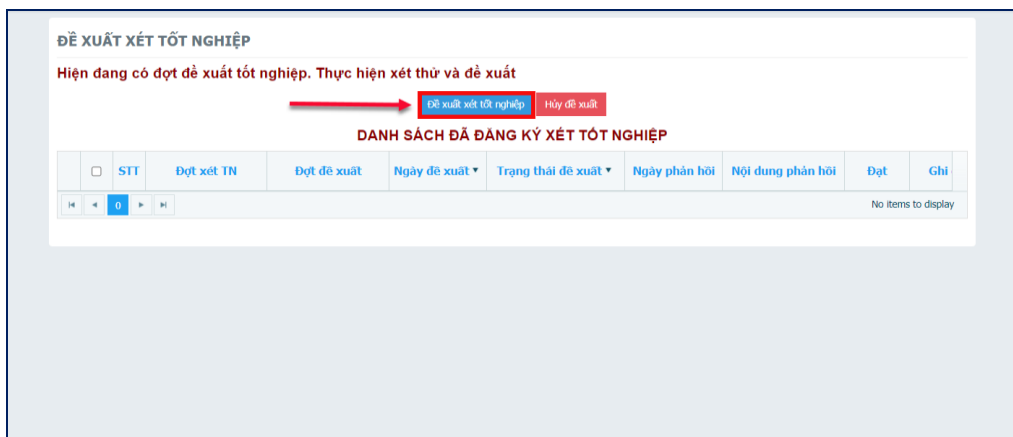 ĐỀ XUẤT XÉT TỐT NGHIỆP
Hiện đang có đợt đề xuất tốt nghiệp. Thực hiện xét thử và đề xuất
Đề xuất xét tốt nghiệp Hủy đề xuất
DANH SÁCH ĐÃ ĐĂNG KÝ XÉT TỐT NGHIỆP
STT Đợt xét TN Đợt đề xuất Ngày đề xuất Trạng thái đề xuất Ngày phản hồi Nội dung phản hồi Đạt Ghi
0 No items to display